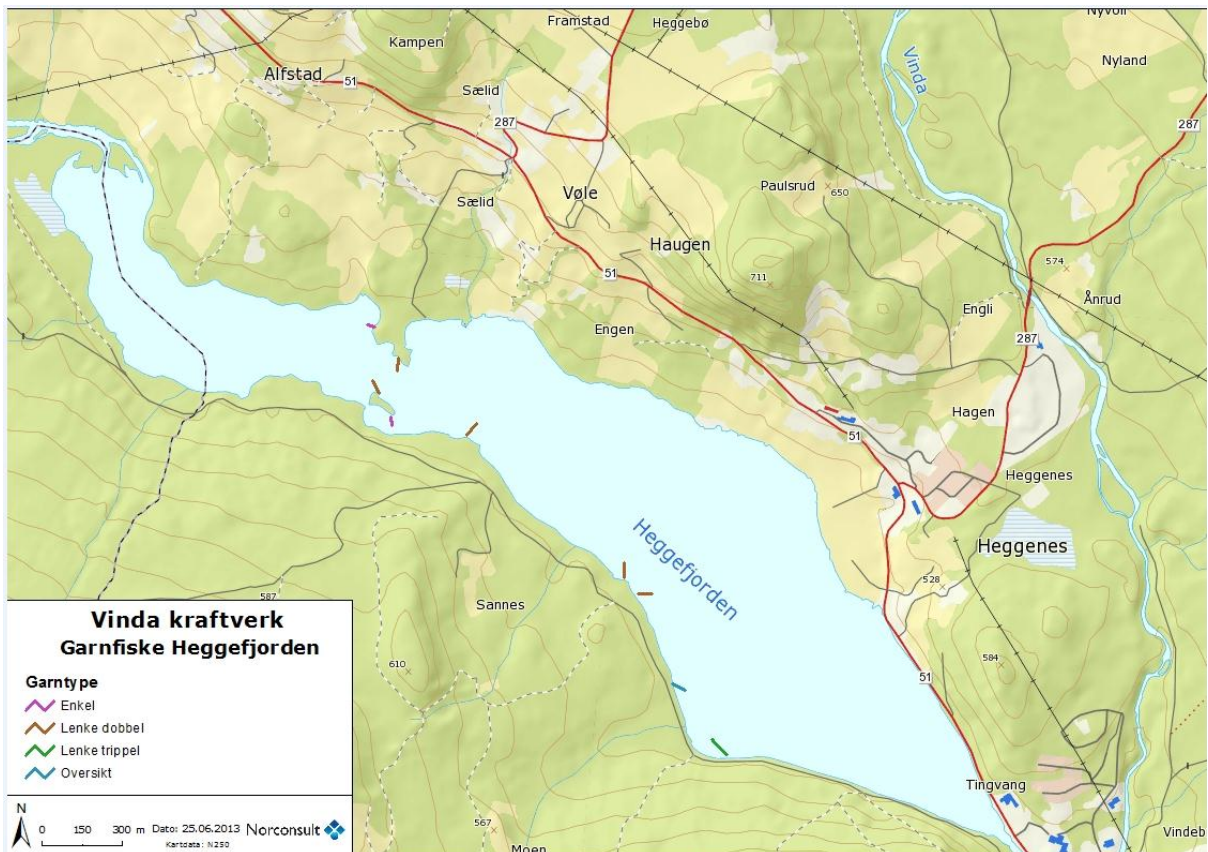 Nyvoll
Framstad
Heggebø
Kampen
Vinda
Nyland
Alfstad
51
Sælid
287
287
Paulsrud
650
Vøle
Sælid
Haugen
574
51
711
Ånrud
Engen
Engli
287
Hagen
51
Heggenes
Heggefjorden
Heggenes
528
587
Sannes
610
584
51
Tingvang
567
Moen
Vindeb
Vinda kraftverk
Garnfiske Heggefjorden
Garntype
Enkel
Lenke dobbel
Lenke trippel
Oversikt
N
0 150 300 m Dato: 25.06.2013 Norconsult
Kartdata: N250